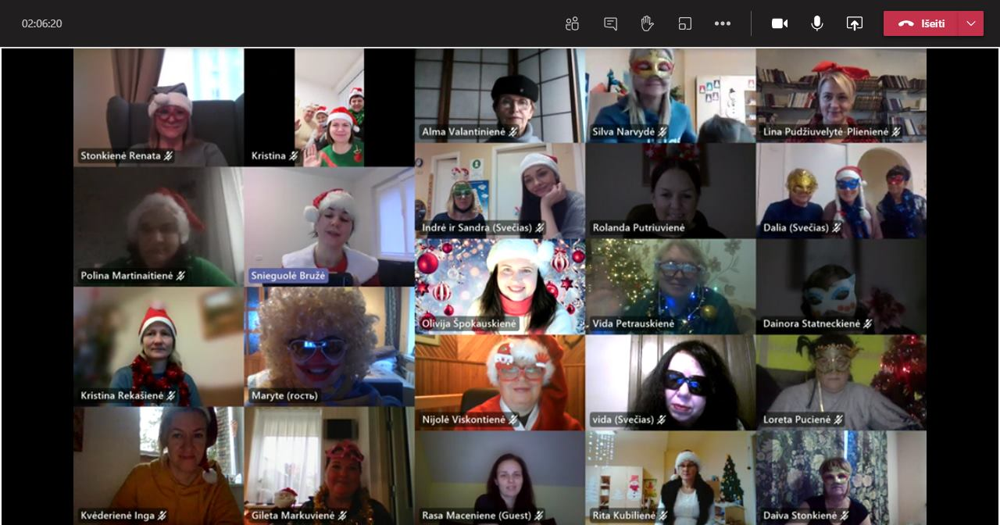 02:06:20
Išeiti
Stonkienė Renata
Kristina
Alma Valantinienė
Silva Narvydė
Lina Pudžiuvelytė-Plienienė
Indrė ir Sandra (Svečias)
Rolanda Putriuvienė
Dalia (Svečias)
Polina Martinaitienė
Snieguolė Bružė
Olivija Špokauskienė
Vida Petrauskienė
Dainora Statneckienė
Kristina Rekašienė
Maryte (гость)
Nijolė Viskontienė
vida (Svečias)
Loreta Pucienė
Kvėderienė Inga
Gileta Markuvienė
Rasa Maceniene (Guest)
Rita Kubilienė
Daiva Stonkienė